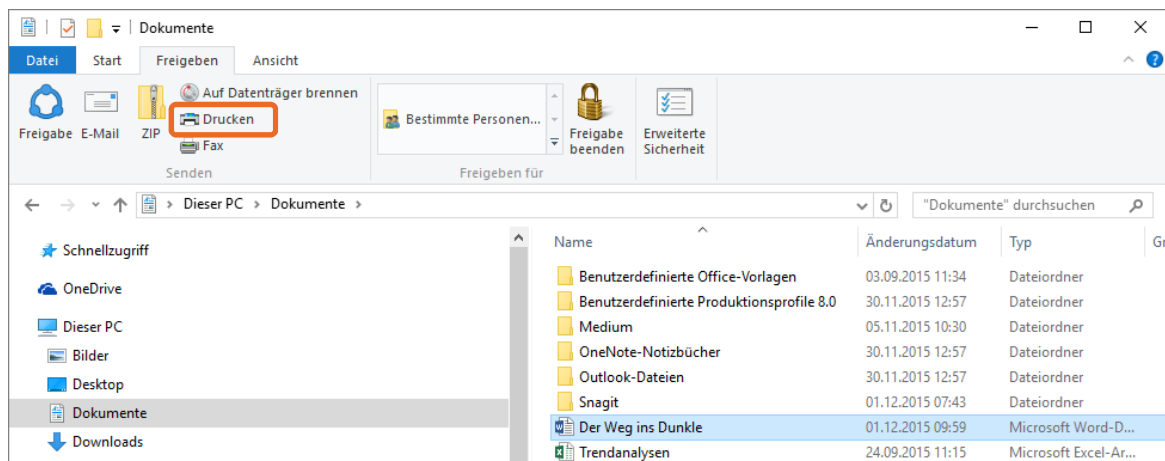 Dokumente
Datei Start Freigeben Ansicht
Freigabe E-Mail ZIP Auf Datenträger brennen
Drucken
Fax
Senden
Bestimmte Personen...
Freigabe beenden
Erweiterte Sicherheit
Freigeben für
Dieser PC Dokumente
"Dokumente" durchsuchen
Schnellzugriff
OneDrive
Dieser PC
Bilder
Desktop
Dokumente
Downloads
Name Änderungsdatum Typ Gr
Benutzerdefinierte Office-Vorlagen 03.09.2015 11:34 Dateiordner
Benutzerdefinierte Produktionsprofile 8.0 30.11.2015 12:57 Dateiordner
Medium 05.11.2015 10:30 Dateiordner
OneNote-Notizbücher 30.11.2015 12:57 Dateiordner
Outlook-Dateien 30.11.2015 12:57 Dateiordner
Snagit 01.12.2015 07:43 Dateiordner
Der Weg ins Dunkle 01.12.2015 09:59 Microsoft Word-D...
Trendanalysen 24.09.2015 11:15 Microsoft Excel-Ar...